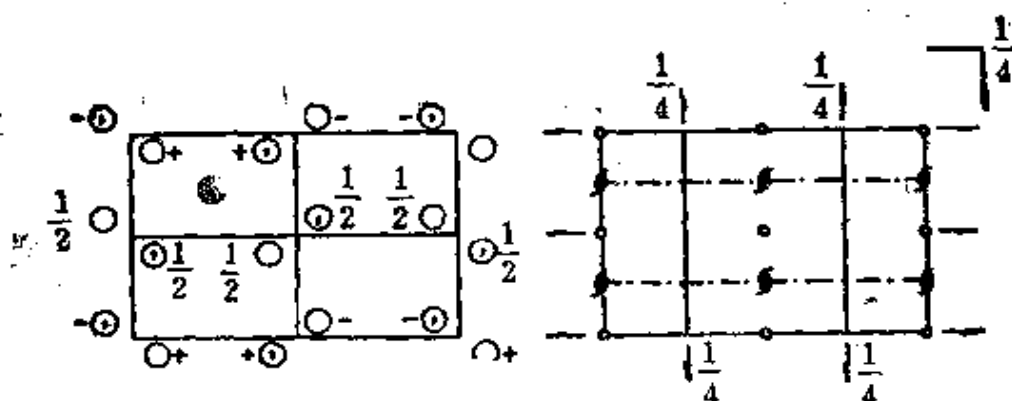 1/4
1/4 1/4
- - -
+ +
1/2 1/2
1/2
1/2
1/2 1/2
- - -
+ + +
1/4 1/4